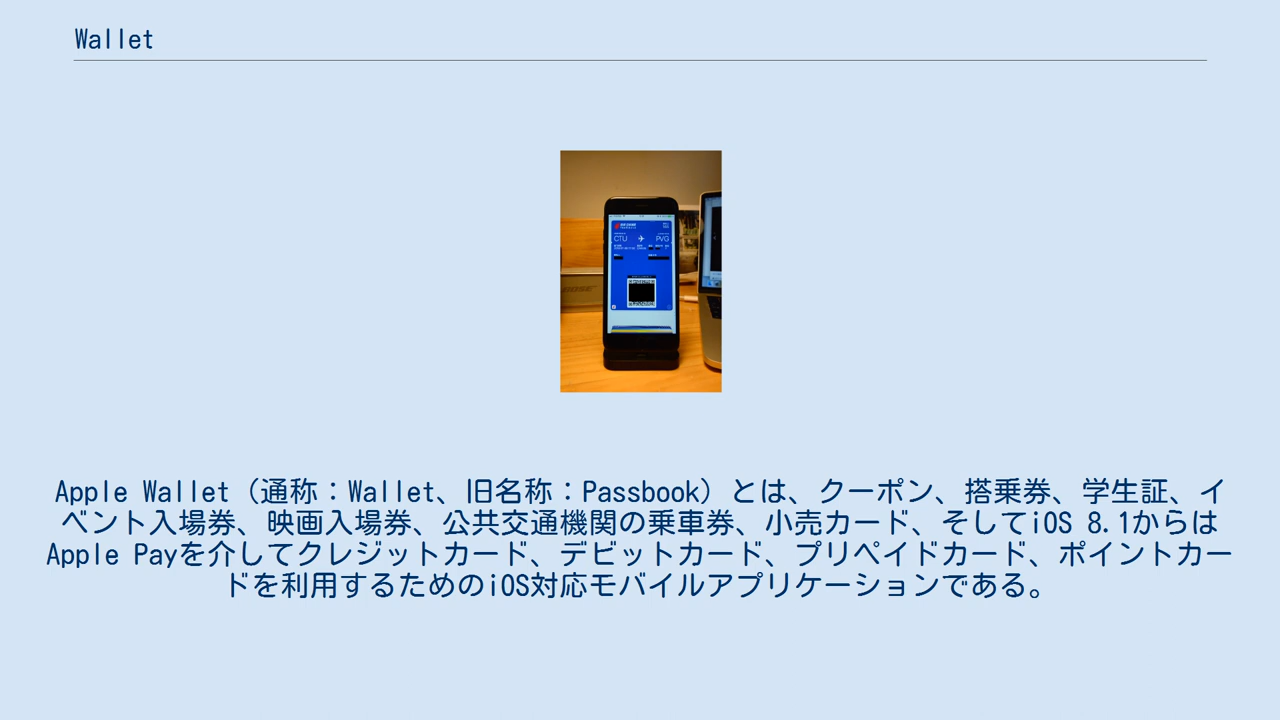 Wallet
CTU ✈ PVG
BOSE
Apple Wallet（通称：Wallet、旧名称：Passbook）とは、クーポン、搭乗券、学生証、イ
ベント入場券、映画入場券、公共交通機関の乗車券、小売カード、そしてiOS 8.1からは
Apple Payを介してクレジットカード、デビットカード、プリペイドカード、ポイントカー
ドを利用するためのiOS対応モバイルアプリケーションである。